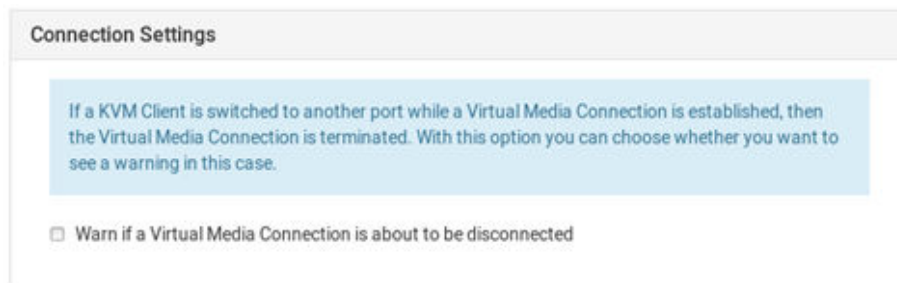 Connection Settings
If a KVM Client is switched to another port while a Virtual Media Connection is established, then
the Virtual Media Connection is terminated. With this option you can choose whether you want to
see a warning in this case.
Warn if a Virtual Media Connection is about to be disconnected